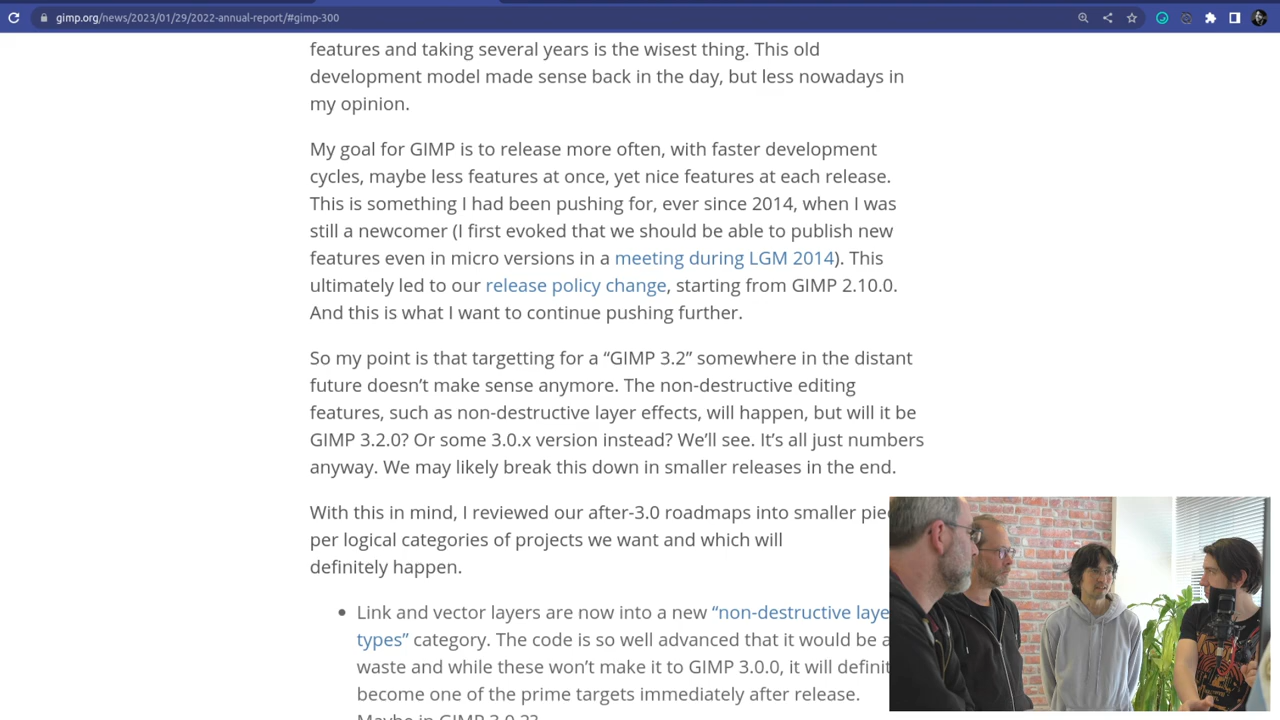 gimp.org/news/2023/01/29/2022-annual-report/#gimp-300
features and taking several years is the wisest thing. This old
development model made sense back in the day, but less nowadays in
my opinion.
My goal for GIMP is to release more often, with faster development
cycles, maybe less features at once, yet nice features at each release.
This is something I had been pushing for, ever since 2014, when I was
still a newcomer (I first evoked that we should be able to publish new
features even in micro versions in a meeting during LGM 2014). This
ultimately led to our release policy change, starting from GIMP 2.10.0.
And this is what I want to continue pushing further.
So my point is that targetting for a “GIMP 3.2” somewhere in the distant
future doesn’t make sense anymore. The non-destructive editing
features, such as non-destructive layer effects, will happen, but will it be
GIMP 3.2.0? Or some 3.0.x version instead? We’ll see. It’s all just numbers
anyway. We may likely break this down in smaller releases in the end.
With this in mind, I reviewed our after-3.0 roadmaps into smaller
per logical categories of projects we want and which will
definitely happen.
Link and vector layers are now into a new “non-destructive
types” category. The code is so well advanced that it would be a
waste and while these won’t make it to GIMP 3.0.0, it will
become one of the prime targets immediately after release.
Maybe in GIMP 3.0.2?